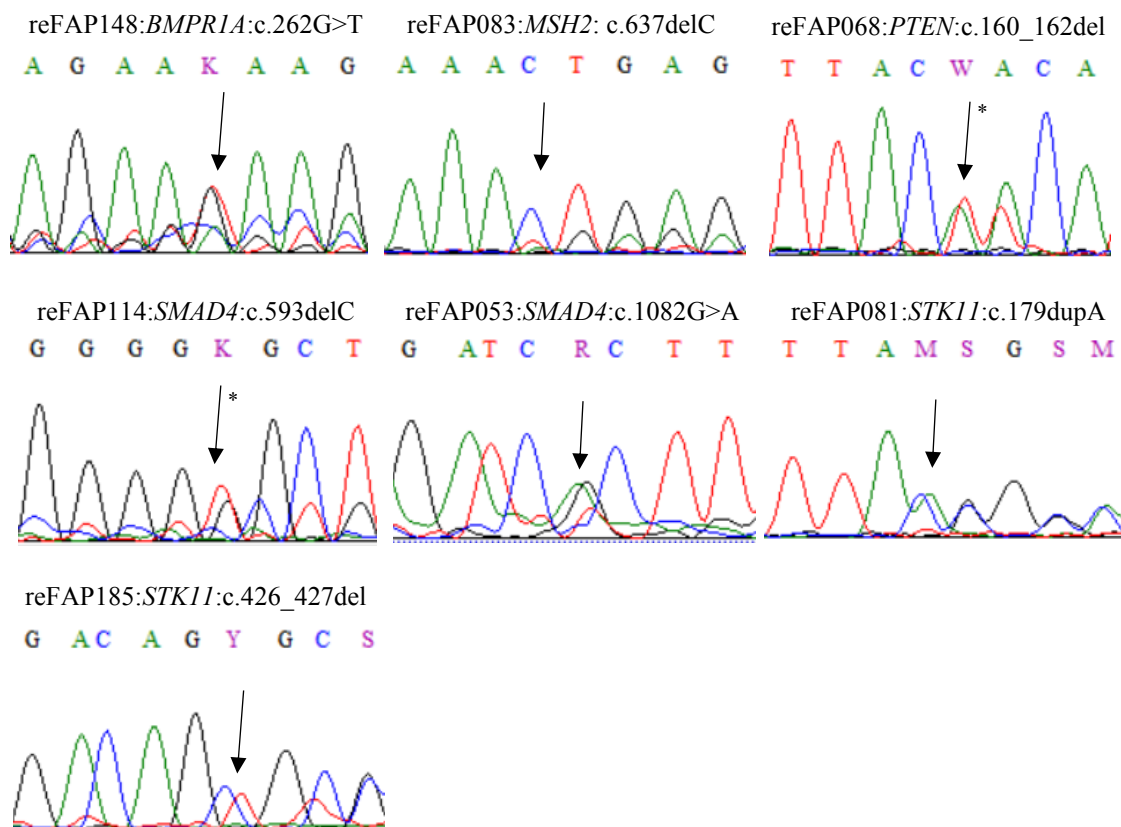 reFAP148:BMPR1A:c.262G>T
A G A A K A A G
reFAP083:MSH2: c.637delC
A A A C T G A G
reFAP068:PTEN:c.160_162del
T T A C W A C A
*
reFAP114:SMAD4:c.593delC
G G G G K G C T
*
reFAP053:SMAD4:c.1082G>A
G A T C R C T T
reFAP081:STK11:c.179dupA
T T A M S G S M
reFAP185:STK11:c.426_427del
G A C A G Y G C S